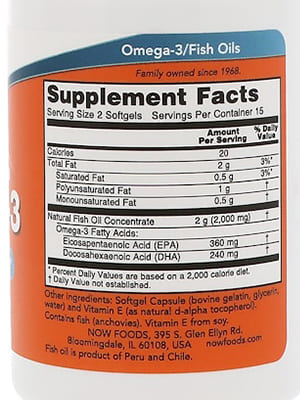 Omega-3/Fish Oils
Family owned since 1968.
Supplement Facts
Serving Size 2 Softgels Servings Per Container 15
Amount Per Serving % Daily Value
Calories 20
Total Fat 2 g 3%*
Saturated Fat 0.5 g 3%*
Polyunsaturated Fat 1 g †
Monounsaturated Fat 0.5 g †
Natural Fish Oil Concentrate 2 g (2,000 mg) †
Omega-3 Fatty Acids:
Eicosapentaenoic Acid (EPA) 360 mg †
Docosahexaenoic Acid (DHA) 240 mg †
* Percent Daily Values are based on a 2,000 calorie diet.
† Daily Value not established.
Other ingredients: Softgel Capsule (bovine gelatin, glycerin,
water) and Vitamin E (as natural d-alpha tocopherol).
Contains fish (anchovies). Vitamin E from soy.
NOW FOODS, 395 S. Glen Ellyn Rd.
Bloomingdale, IL 60108, USA nowfoods.com
Fish oil is product of Peru and Chile.
3